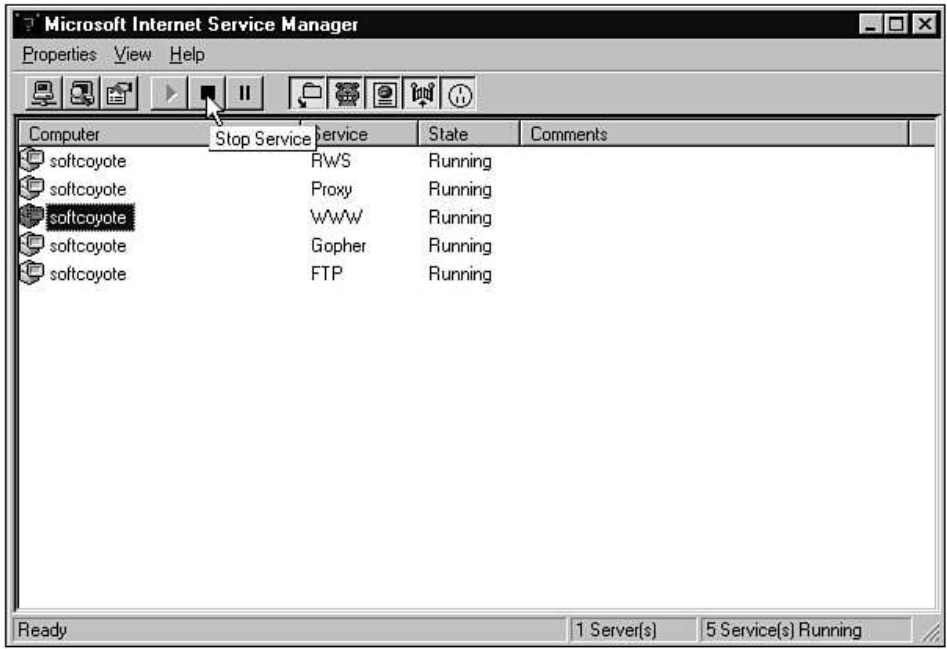 Microsoft Internet Service Manager
Properties View Help
Computer Service State Comments
Stop Service
softcoyote RWS Running
softcoyote Proxy Running
softcoyote WWW Running
softcoyote Gopher Running
softcoyote FTP Running
Ready 1 Server(s) 5 Service(s) Running